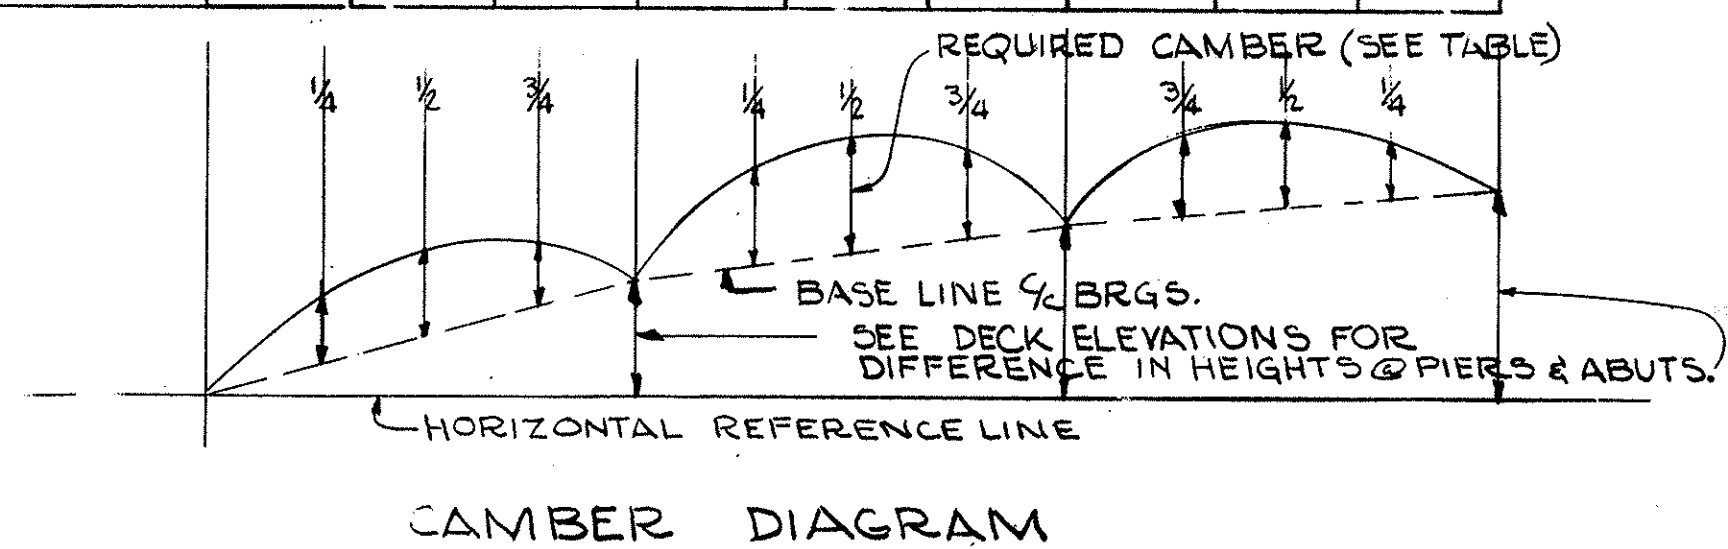 REQUIRED CAMBER (SEE TABLE)
1/4 1/2 3/4 1/4 1/2 3/4 3/4 1/2 1/4
BASE LINE C/C BRGS.
SEE DECK ELEVATIONS FOR
DIFFERENCE IN HEIGHTS @ PIERS & ABUTS.
HORIZONTAL REFERENCE LINE
CAMBER DIAGRAM